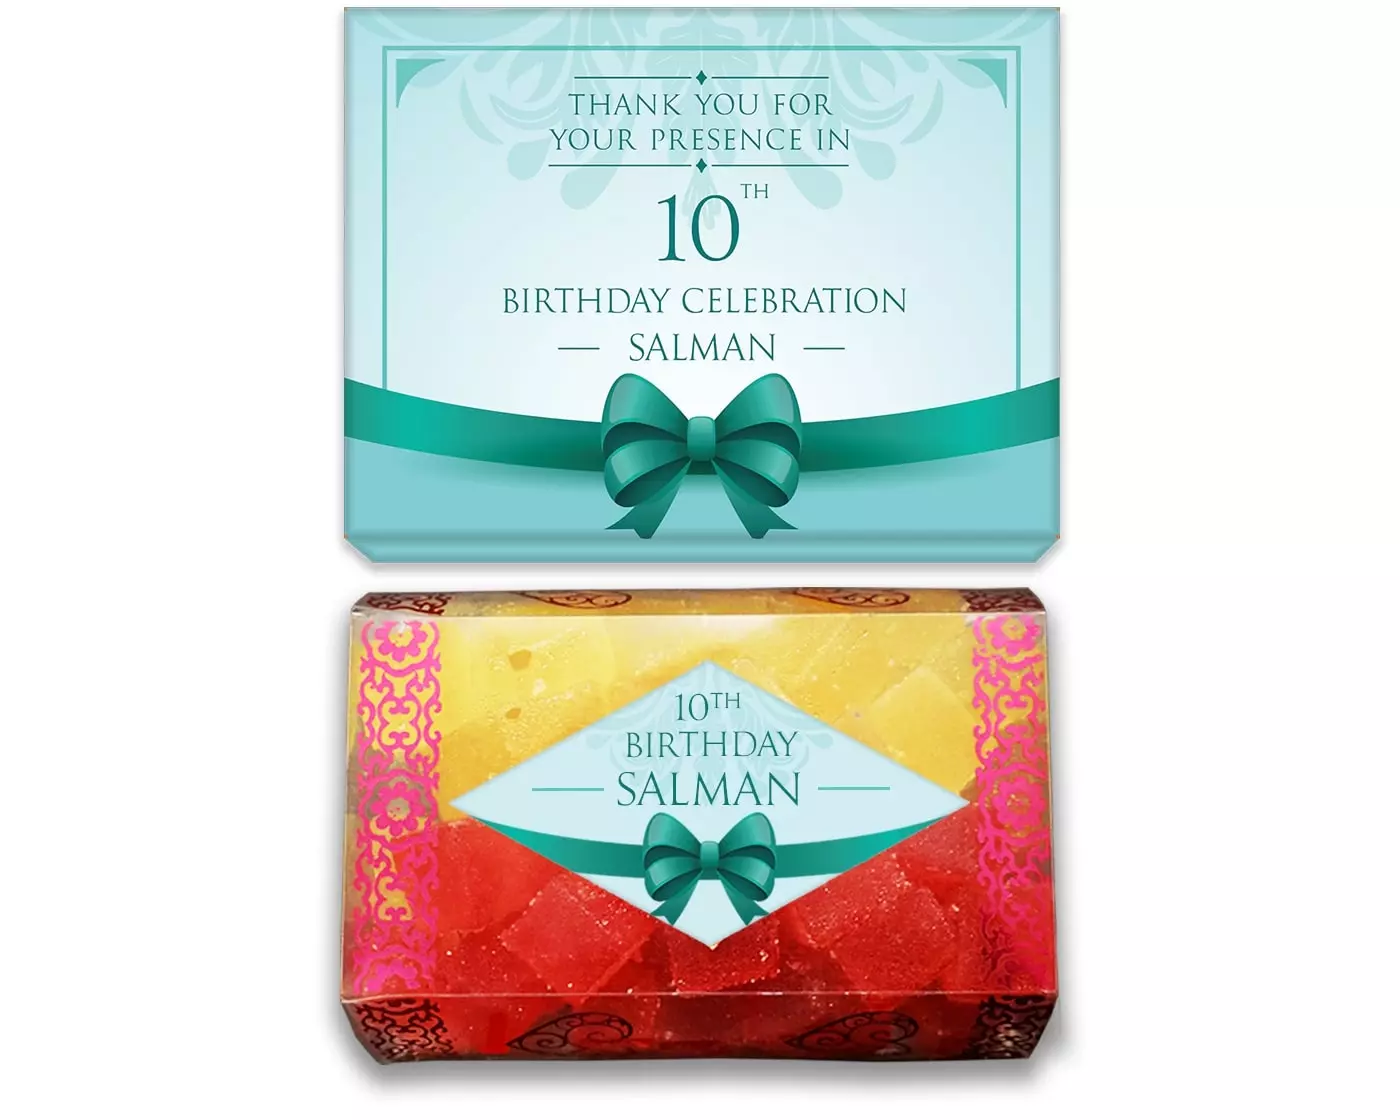 THANK YOU FOR
YOUR PRESENCE IN
10TH
BIRTHDAY CELEBRATION
— SALMAN —
10TH
BIRTHDAY
SALMAN